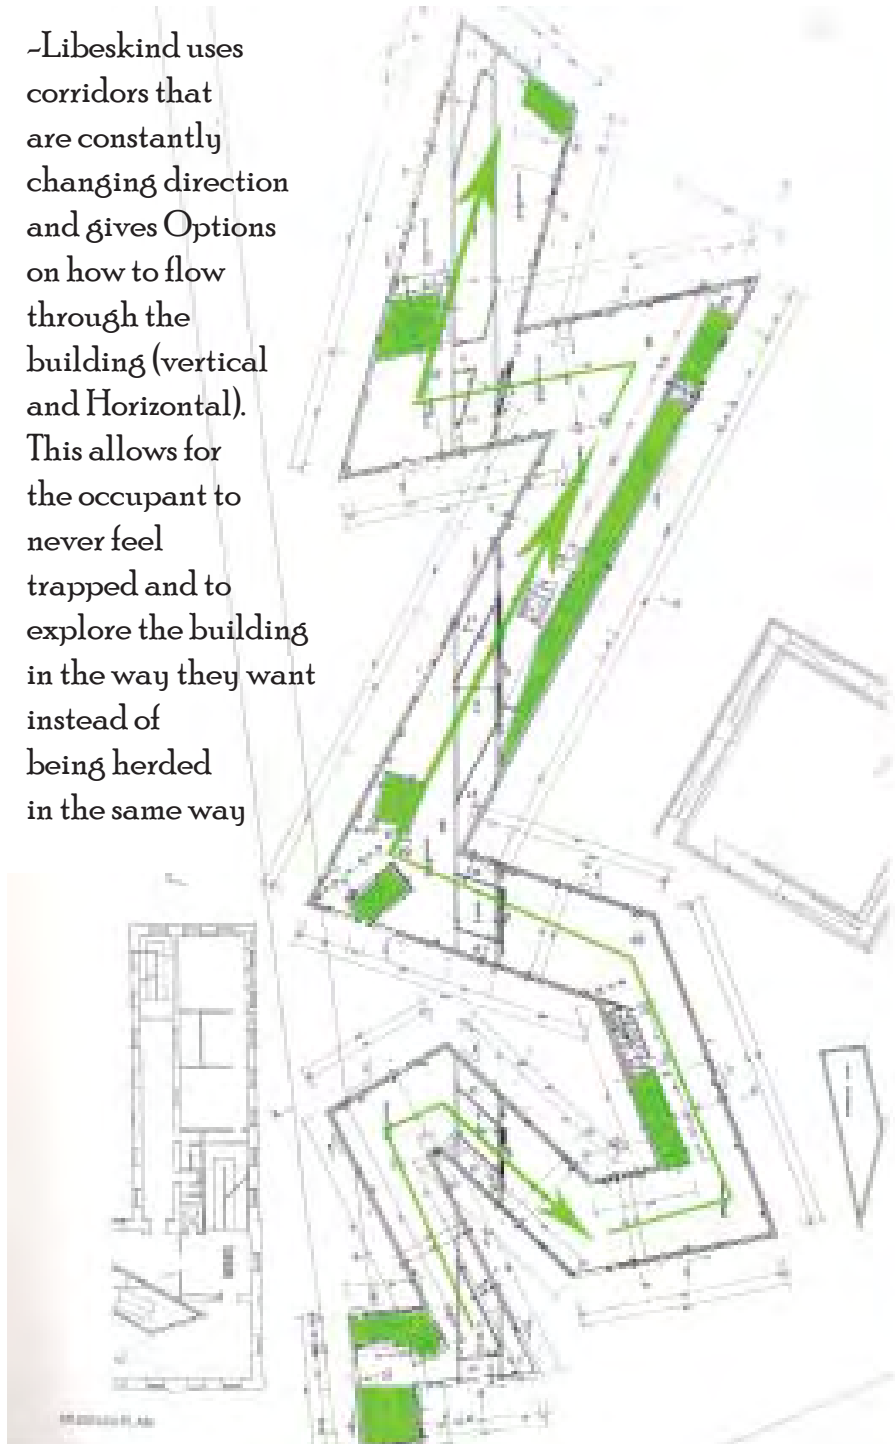 ~Libeskind uses
corridors that
are constantly
changing direction
and gives Options
on how to flow
through the
building (vertical
and Horizontal).
This allows for
the occupant to
never feel
trapped and to
explore the building
in the way they want
instead of
being herded
in the same way